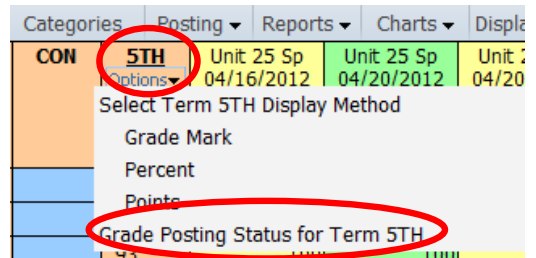 Categories Posting Reports Charts Displa
CON 5TH Unit 25 Sp Unit 25 Sp Unit 2
Options 04/16/2012 04/20/2012 04/20
Select Term 5TH Display Method
Grade Mark
Percent
Points
Grade Posting Status for Term 5TH